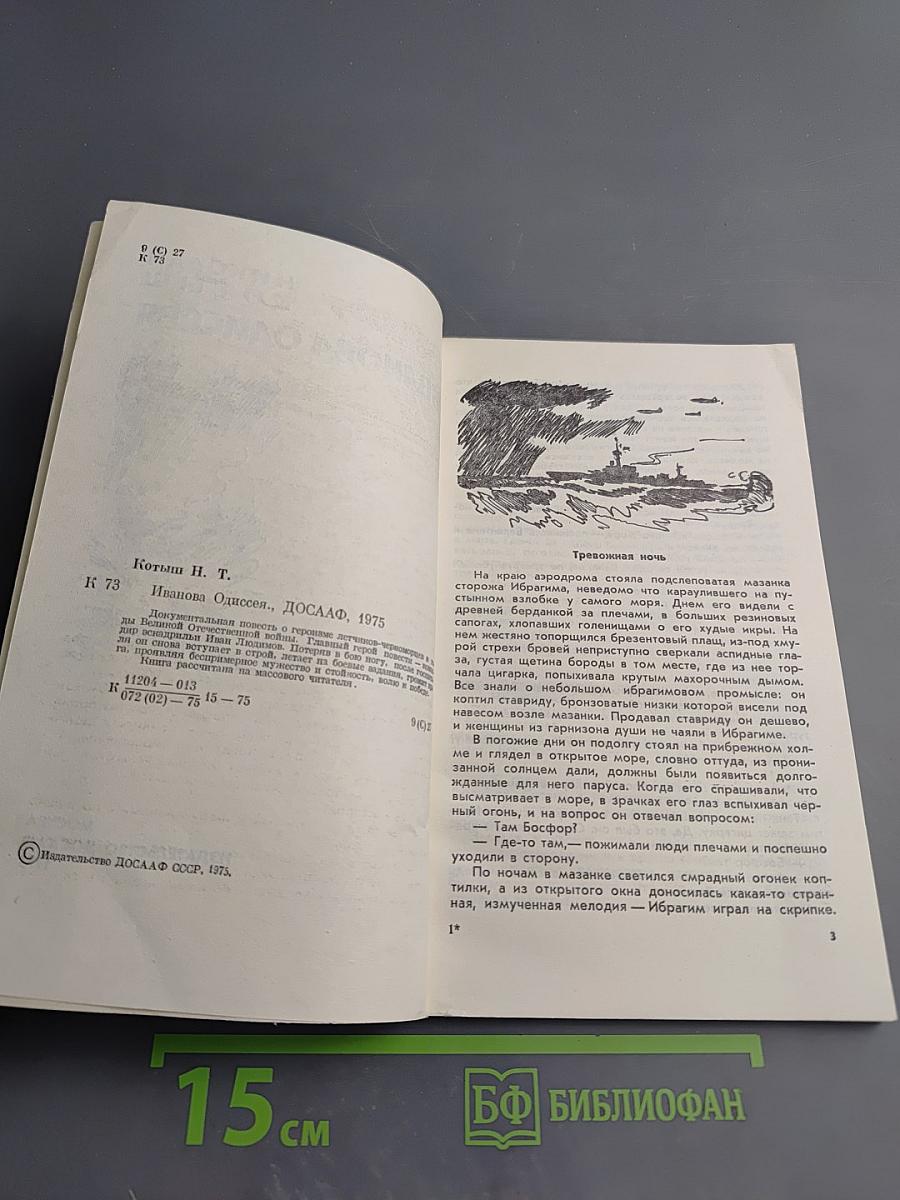 9 (С) 27
К 73
Котыш Н. Т.
К 73
Иванова Одиссея., ДОСААФ, 1975
Документальная повесть о героизме летчиков-черноморцев в
ды Великой Отечественной войны. Главный герой повести —
дир эскадрильи Иван Людимов. Потеряв в бою ногу, после
ля он снова вступает в строй, летает на боевые задания, громит
га, проявляя беспримерное мужество и стойкость, волю к победе.
Книга рассчитана на массового читателя.
К 11204 — 013
072 (02) — 75 15 — 75
9 (С) 2
© Издательство ДОСААФ СССР, 1975.
Тревожная ночь
На краю аэродрома стояла подслеповатая мазанка
сторожа Ибрагима, неведомо что караулившего на пу-
стынном взлобке у самого моря. Днем его видели с
древней берданкой за плечами, в больших резиновых
сапогах, хлопавших голенищами о его худые икры. На
нем жестяно топорщился брезентовый плащ, из-под хму-
рой стрехи бровей неприступно сверкали аспидные гла-
за, густая щетина бороды в том месте, где из нее тор-
чала цигарка, попыхивала крутым махорочным дымом.
Все знали о небольшом ибрагимовом промысле: он
коптил ставриду, бронзоватые низки которой висели под
навесом возле мазанки. Продавал ставриду он дешево,
и женщины из гарнизона души не чаяли в Ибрагиме.
В погожие дни он подолгу стоял на прибрежном хол-
ме и глядел в открытое море, словно оттуда, из прони-
занной солнцем дали, должны были появиться долго-
жданные для него паруса. Когда его спрашивали, что
высматривает в море, в зрачках его глаз вспыхивал чер-
ный огонь, и на вопрос он отвечал вопросом:
— Там Босфор?
— Где-то там,— пожимали люди плечами и поспешно
уходили в сторону.
По ночам в мазанке светился смрадный огонек коп-
тилки, а из открытого окна доносилась какая-то стран-
ная, измученная мелодия — Ибрагим играл на скрипке.
1*
3
15 см
БФ БИБЛИОФАН